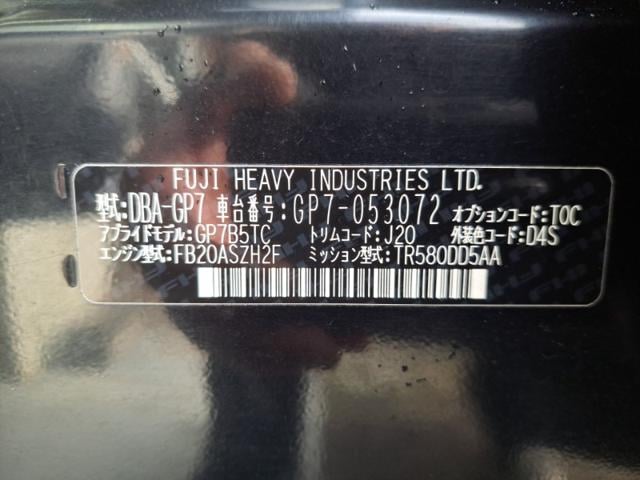 FUJI HEAVY INDUSTRIES LTD.
型式:DBA-GP7 車台番号:GP7-053072 オプションコード:TOC
アプライドモデル:GP7B5TC トリムコード:J20 外装色コード:D4S
エンジン型式:FB20ASZH2F ミッション型式:TR580DD5AA